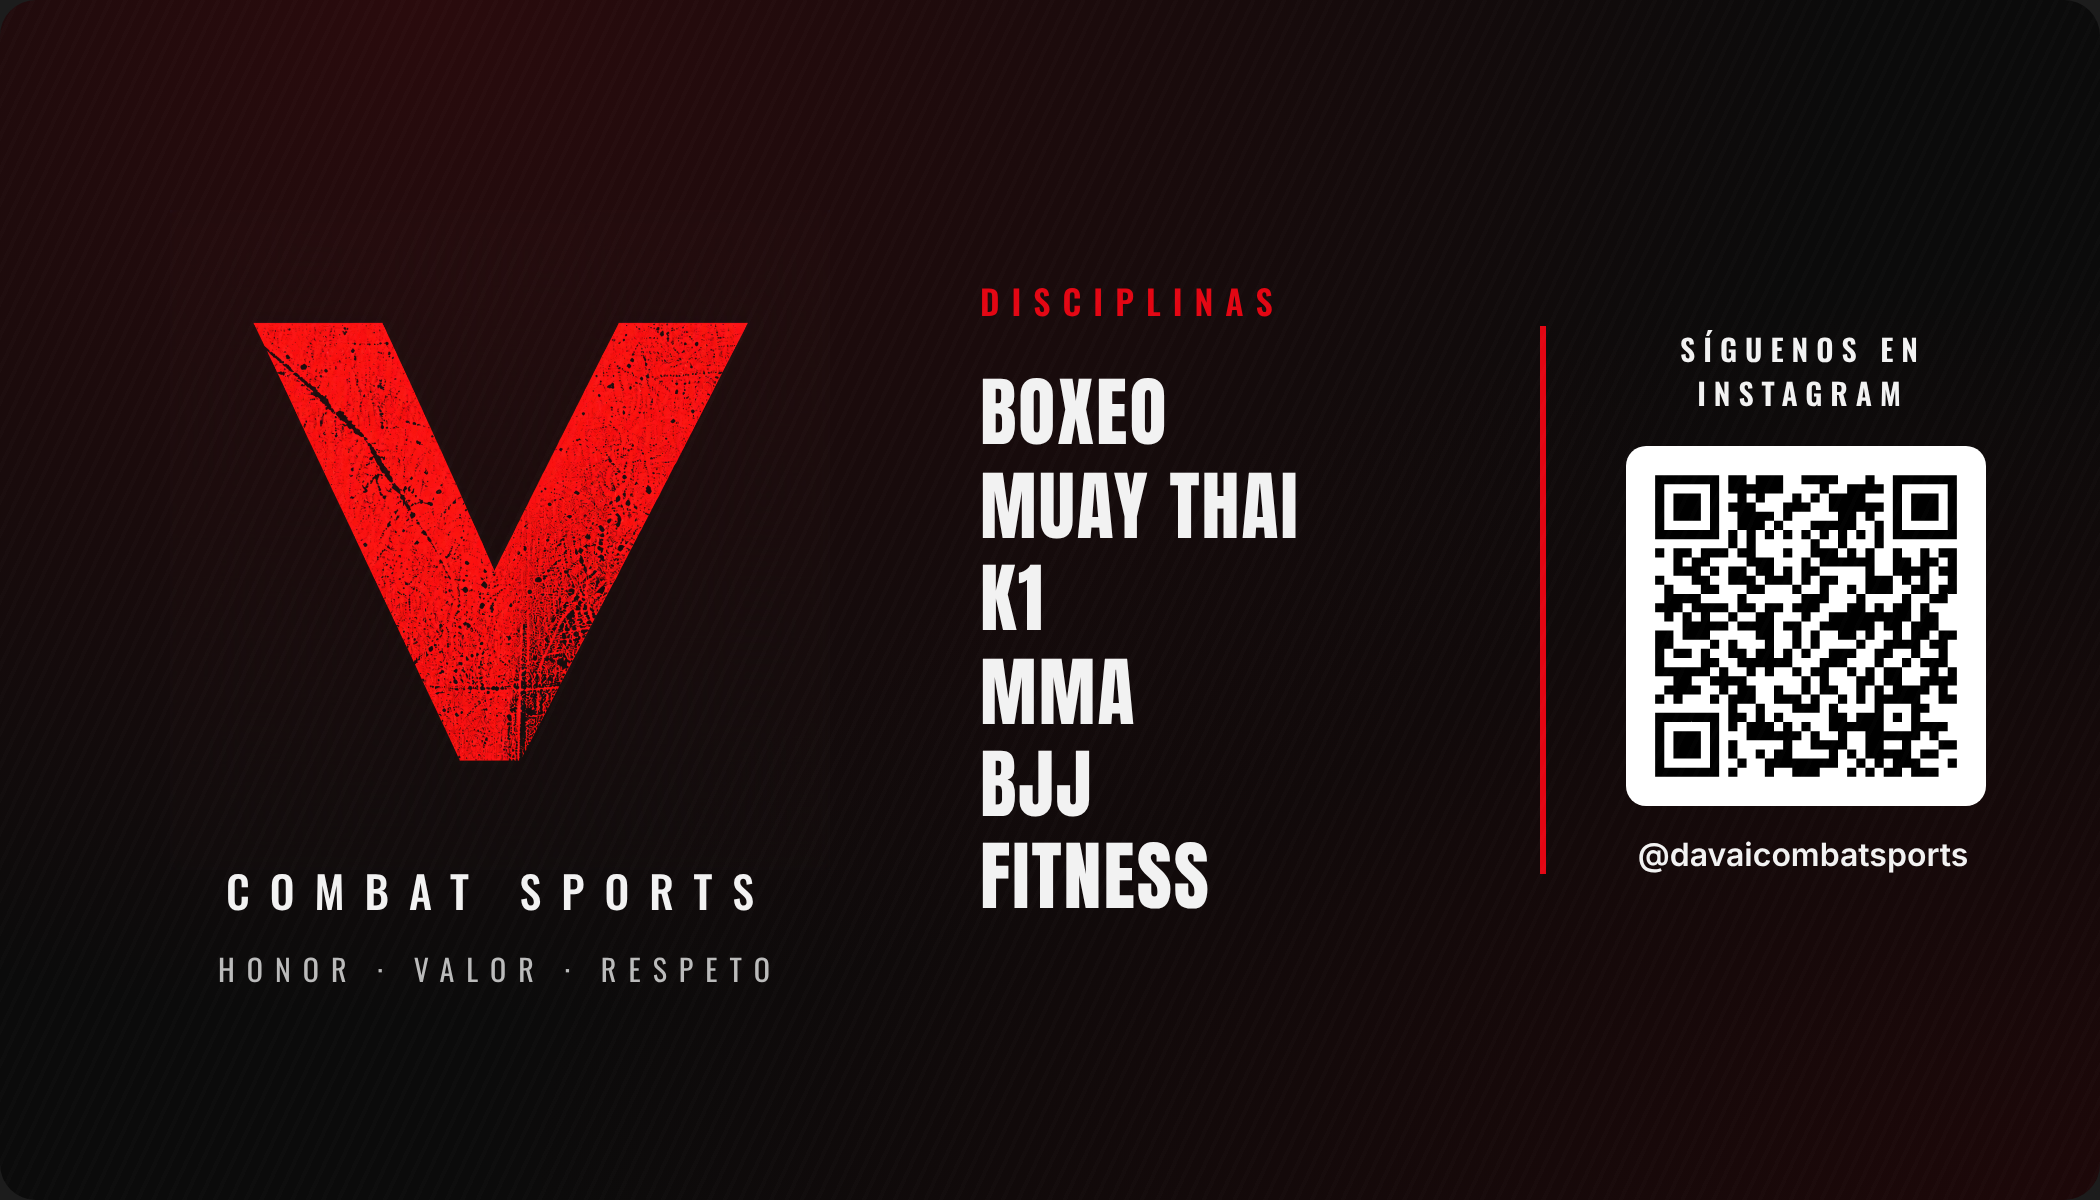 V
COMBAT SPORTS
HONOR · VALOR · RESPETO
DISCIPLINAS
BOXEO
MUAY THAI
K1
MMA
BJJ
FITNESS
SÍGUENOS EN
INSTAGRAM
@davaicombatsports